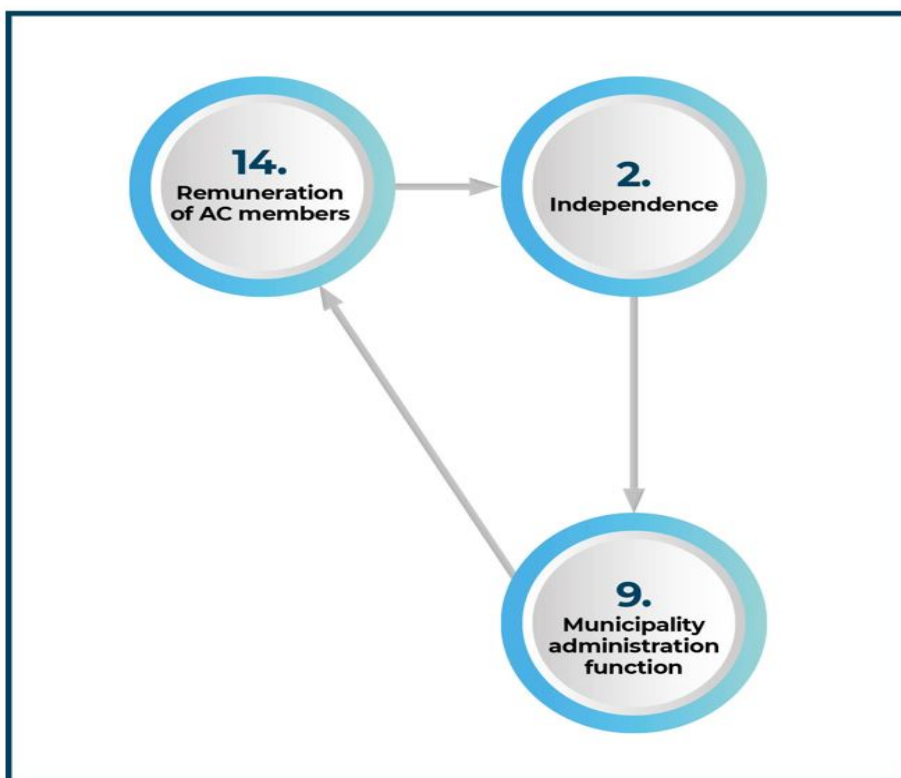 14.
Remuneration
of AC members
2.
Independence
9.
Municipality
administration
function